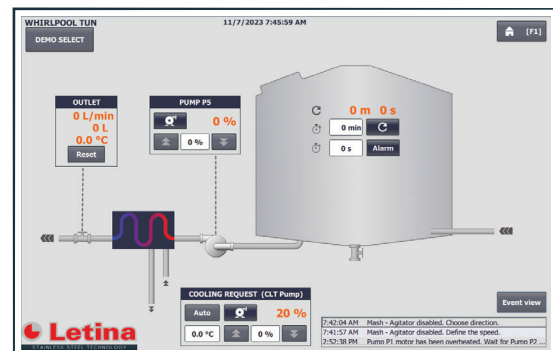 WHIRLPOOL TUN
11/7/2023 7:45:59 AM
DEMO SELECT
[F1]
OUTLET
0 L/min
0 L
0.0 °C
Reset
PUMP P5
0 %
0 %
0 m 0 s
0 min
0 s
Alarm
COOLING REQUEST (CLT Pump)
Auto
20 %
0.0 °C
0 %
Event view
7:42:04 AM Mash - Agitator disabled. Choose direction.
7:41:57 AM Mash - Agitator disabled. Define the speed.
2:52:38 PM Pump P1 motor has been overheated. Wait for Pump P2 ...
Letina
STAINLESS STEEL TECHNOLOGY